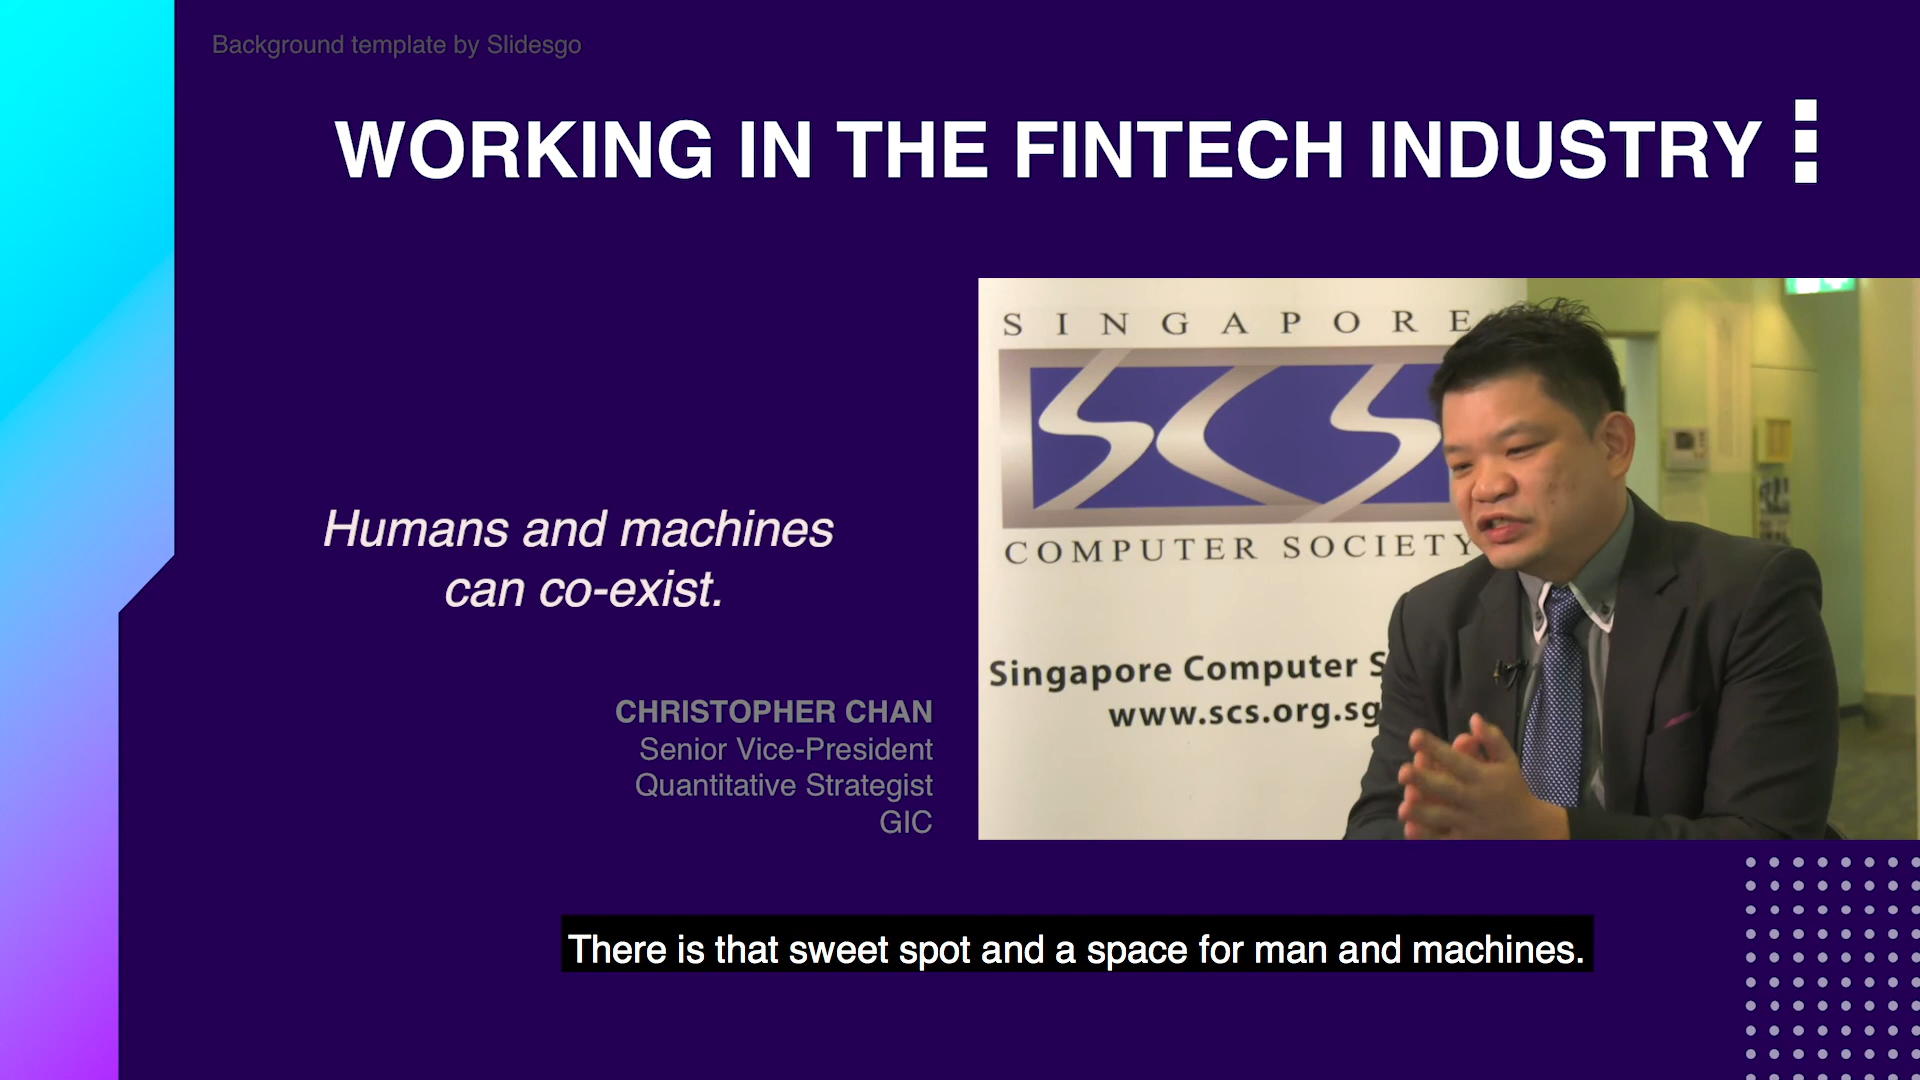 Background template by Slidesgo
WORKING IN THE FINTECH INDUSTRY
Humans and machines
can co-exist.
CHRISTOPHER CHAN
Senior Vice-President
Quantitative Strategist
GIC
SINGAPORE
SCS
COMPUTER SOCIETY
Singapore Computer S
www.scs.org.sg
There is that sweet spot and a space for man and machines.